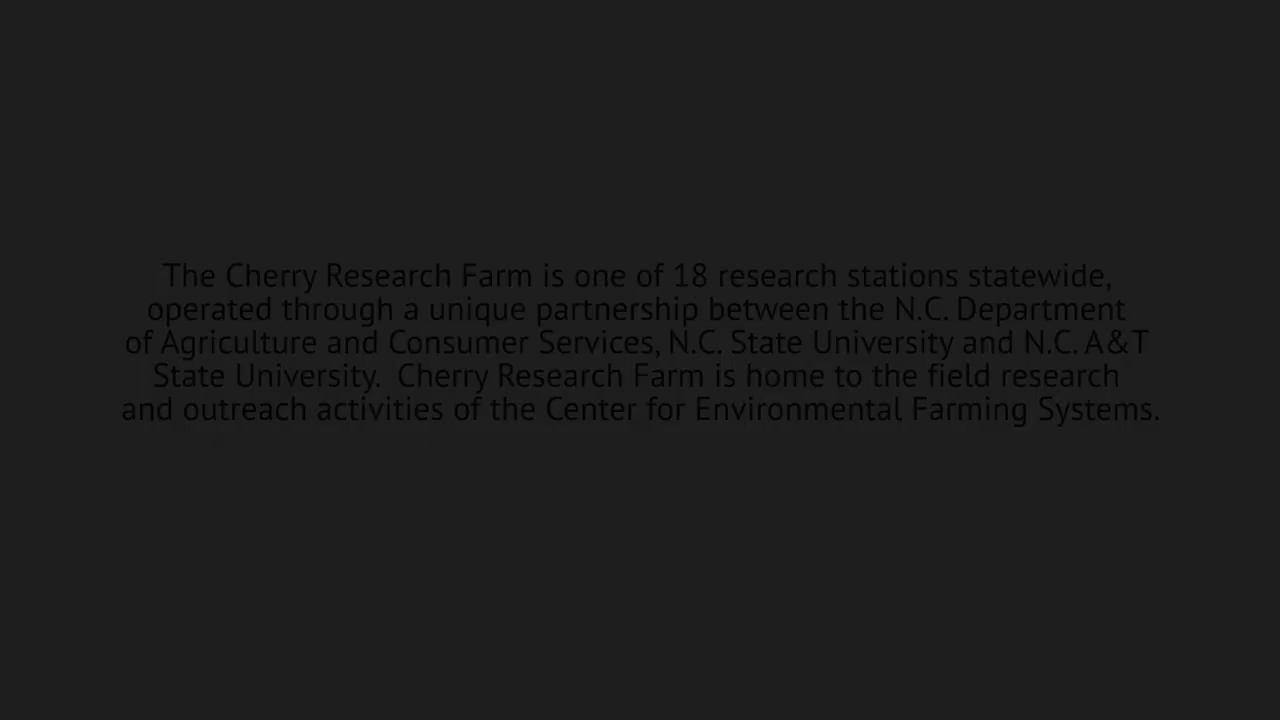 The Cherry Research Farm is one of 18 research stations statewide,
operated through a unique partnership between the N.C. Department
of Agriculture and Consumer Services, N.C. State University and N.C. A&T
State University.  Cherry Research Farm is home to the field research
and outreach activities of the Center for Environmental Farming Systems.